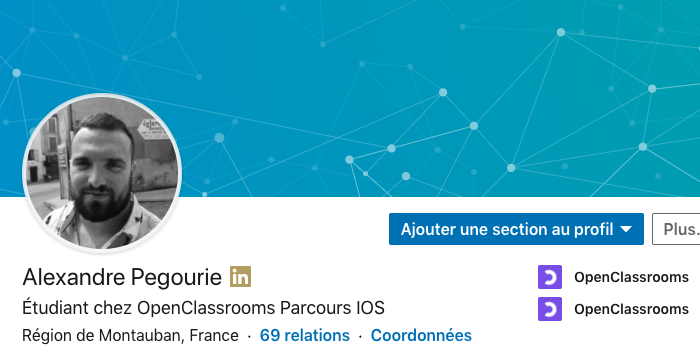 Ajouter une section au profil
Plus.
Alexandre Pegourie in
OpenClassrooms
Étudiant chez OpenClassrooms Parcours IOS
OpenClassrooms
Région de Montauban, France · 69 relations · Coordonnées